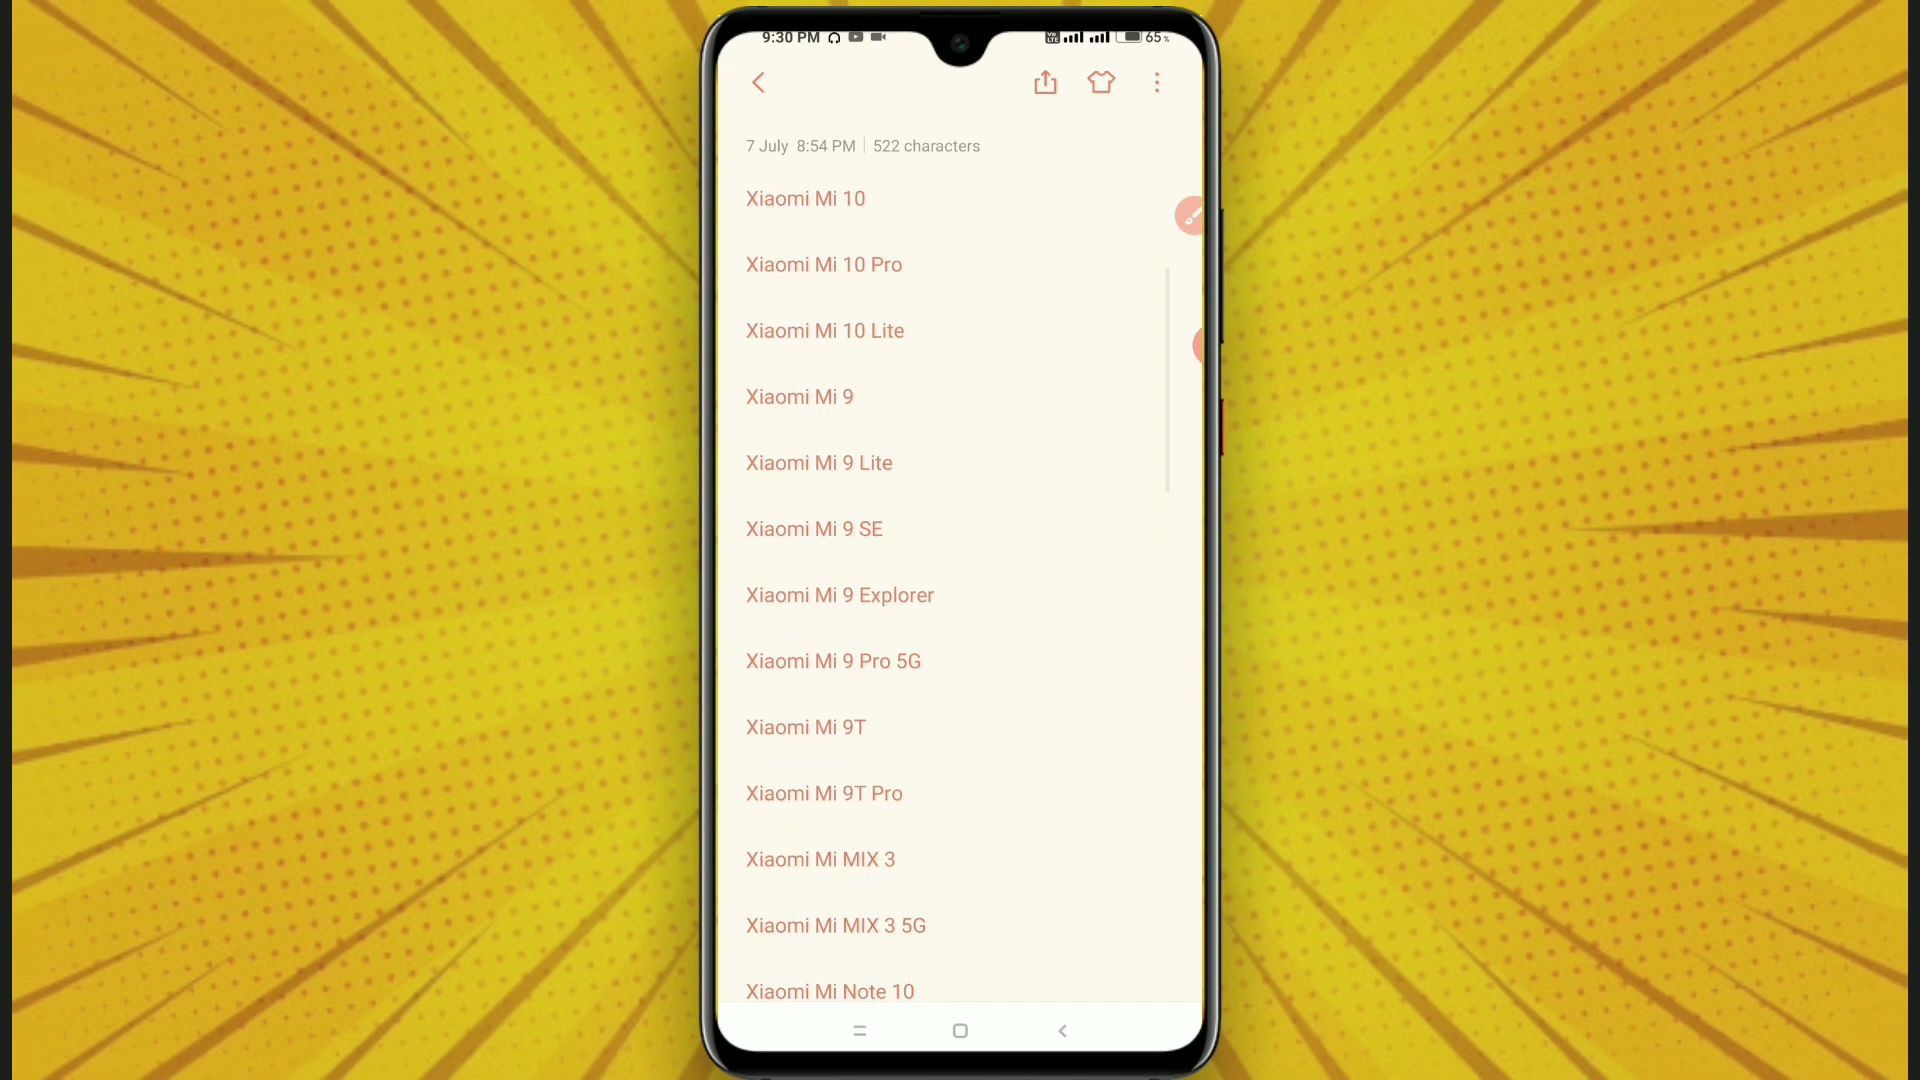 9:30 PM
Vo LTE 65%
7 July 8:54 PM 522 characters
Xiaomi Mi 10
Xiaomi Mi 10 Pro
Xiaomi Mi 10 Lite
Xiaomi Mi 9
Xiaomi Mi 9 Lite
Xiaomi Mi 9 SE
Xiaomi Mi 9 Explorer
Xiaomi Mi 9 Pro 5G
Xiaomi Mi 9T
Xiaomi Mi 9T Pro
Xiaomi Mi MIX 3
Xiaomi Mi MIX 3 5G
Xiaomi Mi Note 10